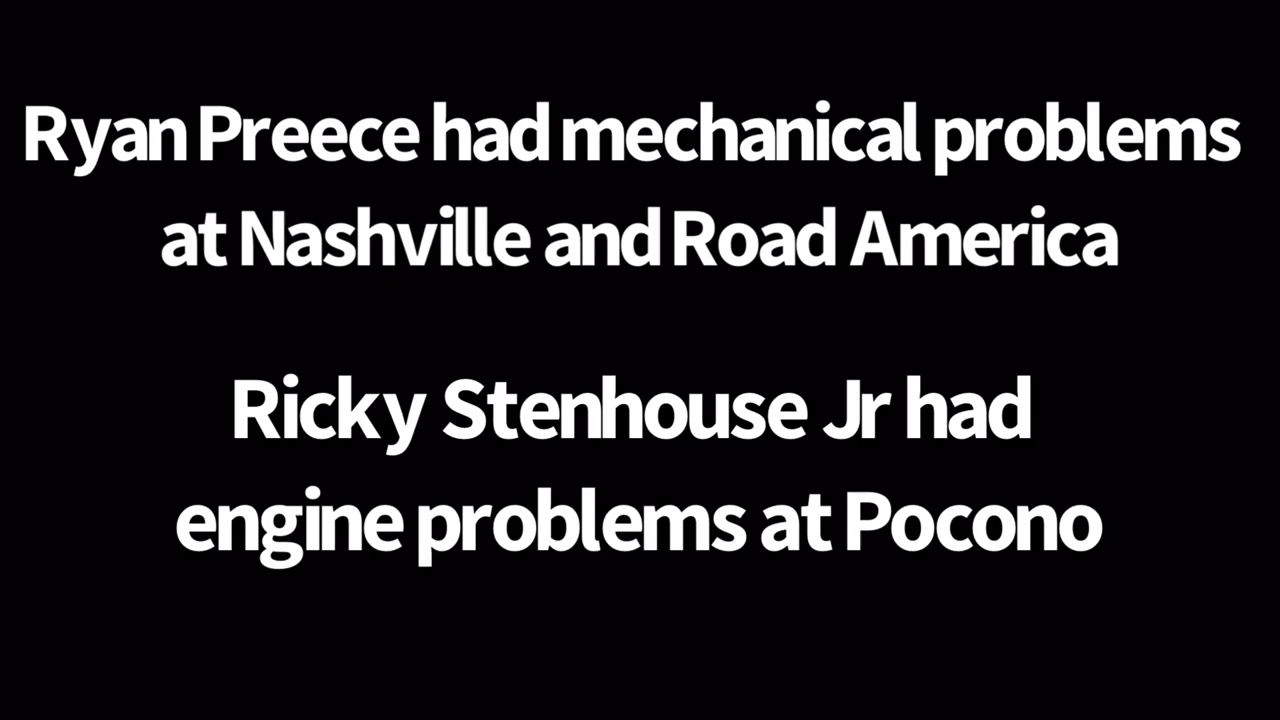 Ryan Preece had mechanical problems
at Nashville and Road America
Ricky Stenhouse Jr had
engine problems at Pocono